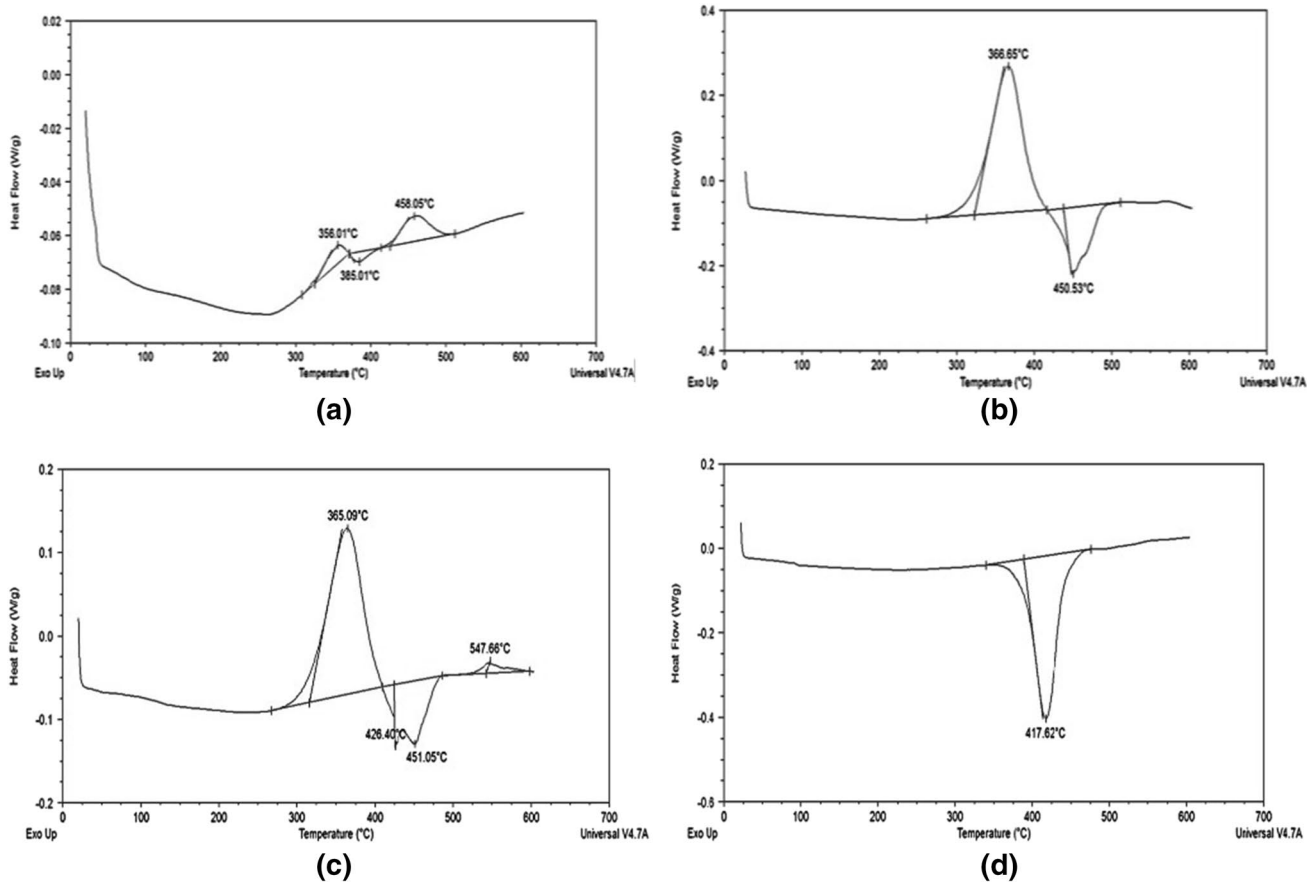 0.02
0.00
-0.02
-0.04
-0.06
-0.08
-0.10
Heat Flow (W/g)
356.01°C
385.01°C
458.05°C
0 100 200 300 400 500 600 700
Exo Up Temperature (°C) Universal V4.7A
(a)
0.4
0.2
0.0
-0.2
-0.4
Heat Flow (W/g)
366.65°C
450.53°C
0 100 200 300 400 500 600 700
Exo Up Temperature (°C) Universal V4.7A
(b)
0.2
0.1
0.0
-0.1
-0.2
Heat Flow (W/g)
365.09°C
547.66°C
426.40°C
451.05°C
0 100 200 300 400 500 600 700
Exo Up Temperature (°C) Universal V4.7A
(c)
0.2
0.0
-0.2
-0.4
-0.6
Heat Flow (W/g)
417.62°C
0 100 200 300 400 500 600 700
Exo Up Temperature (°C) Universal V4.7A
(d)